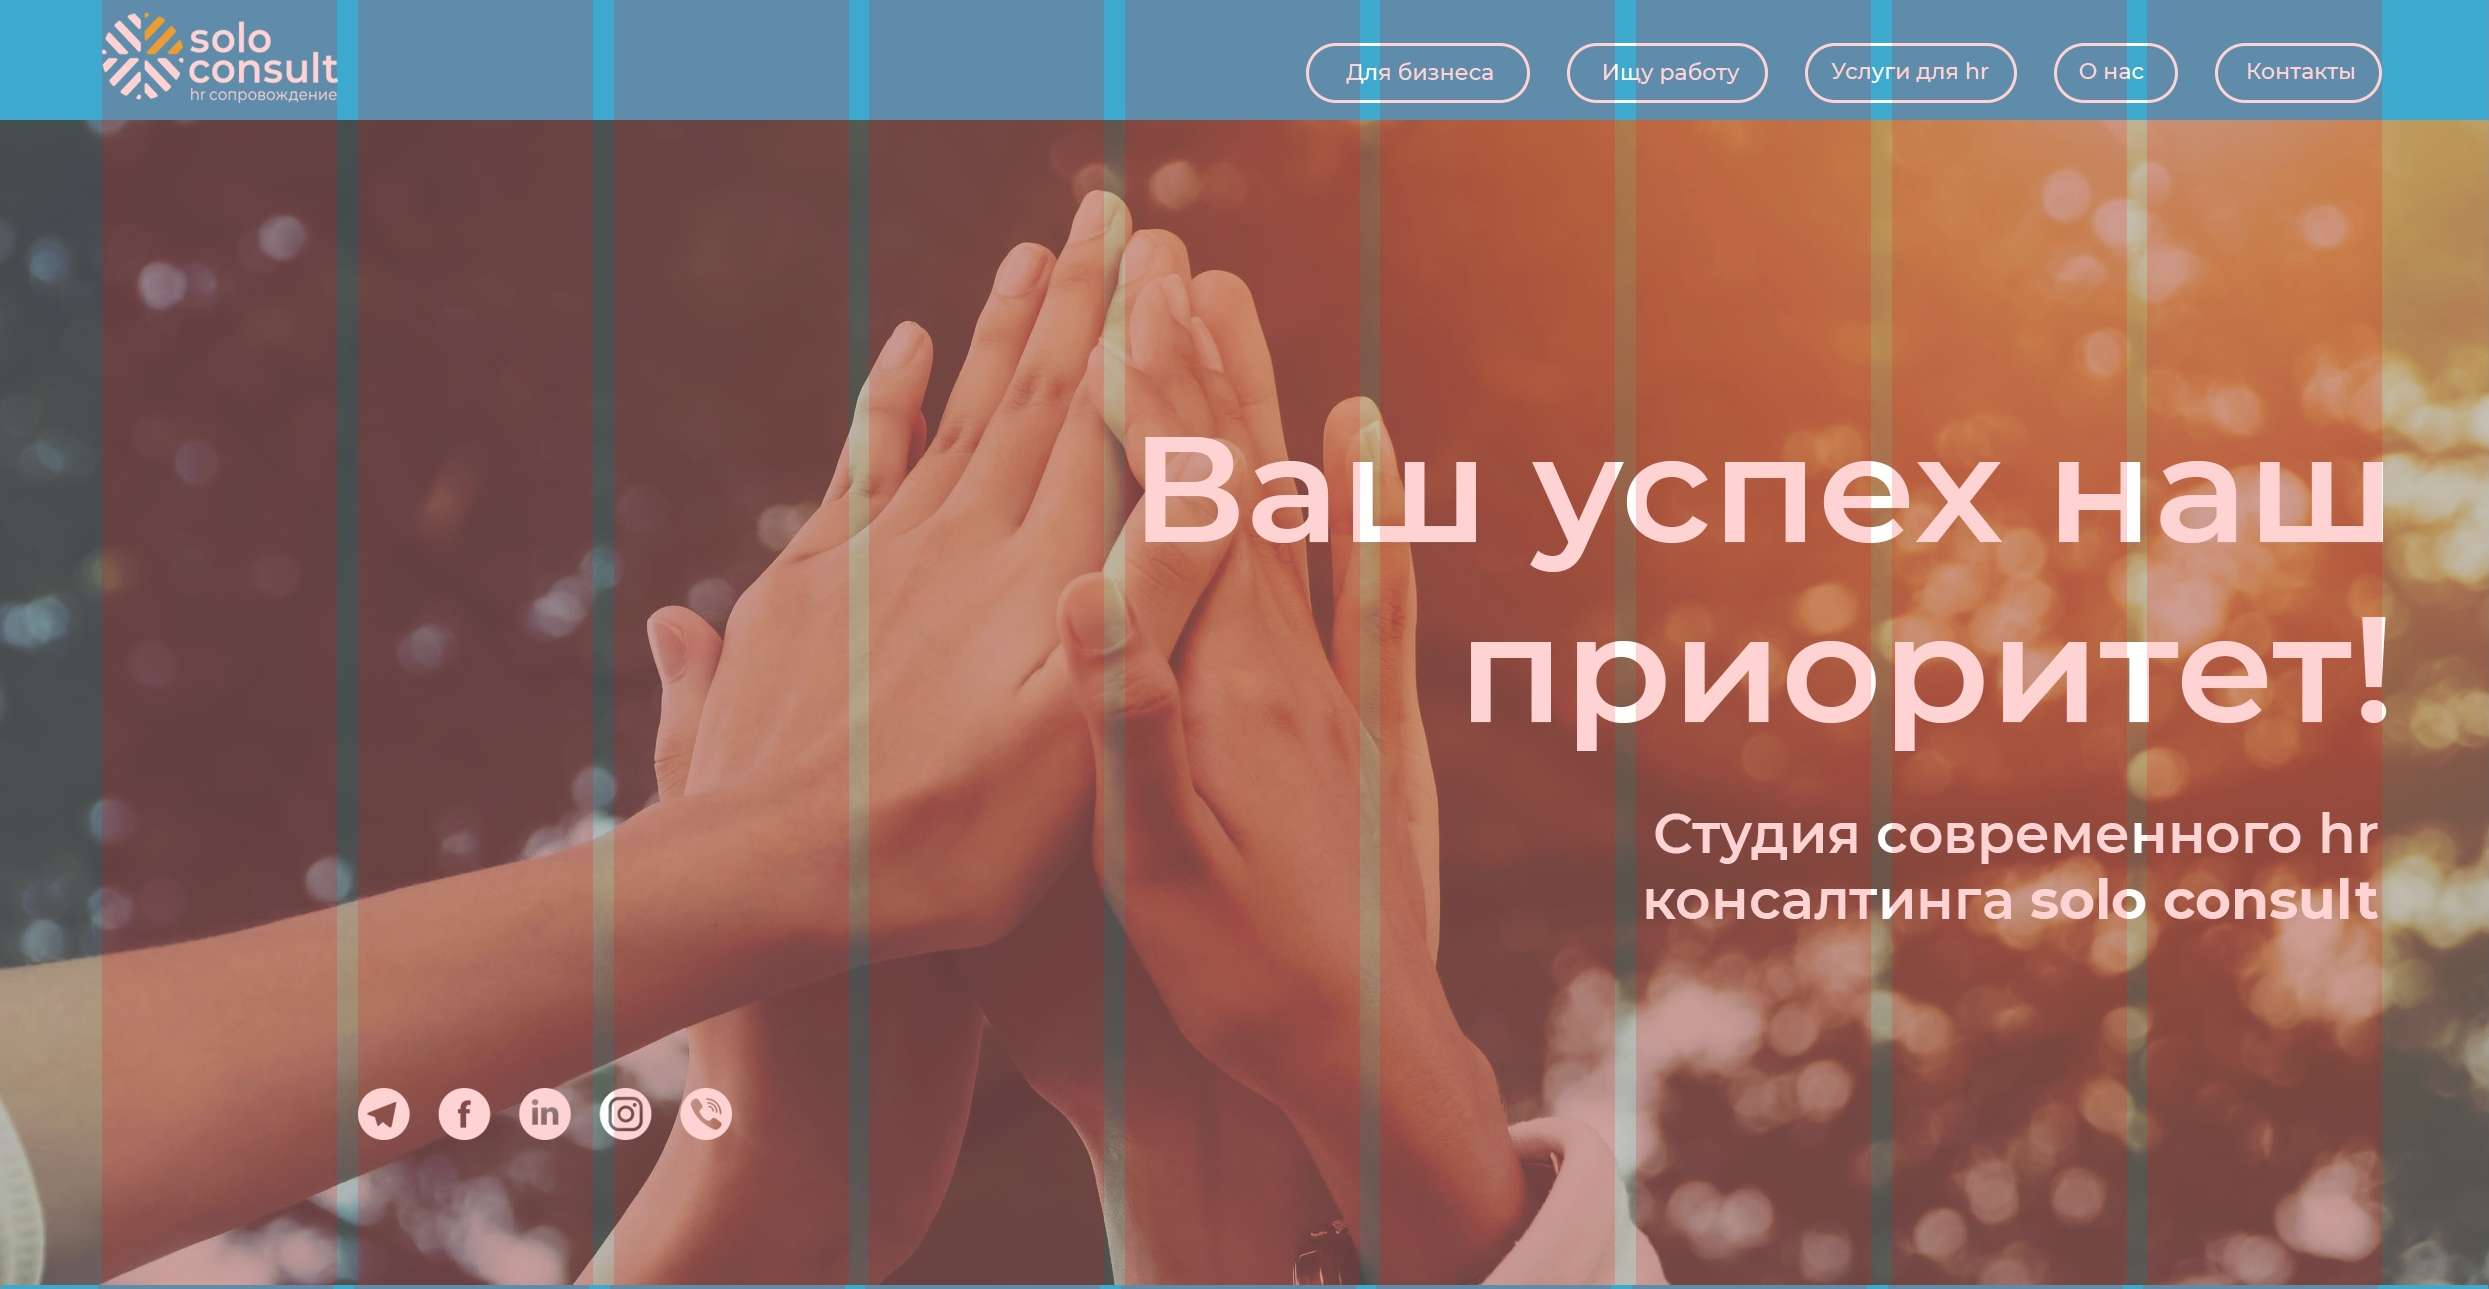 solo
consult
hr сопровождение
Для бизнеса
Ищу работу
Услуги для hr
О нас
Контакты
Ваш успех наш
приоритет!
Студия современного hr
консалтинга solo consult